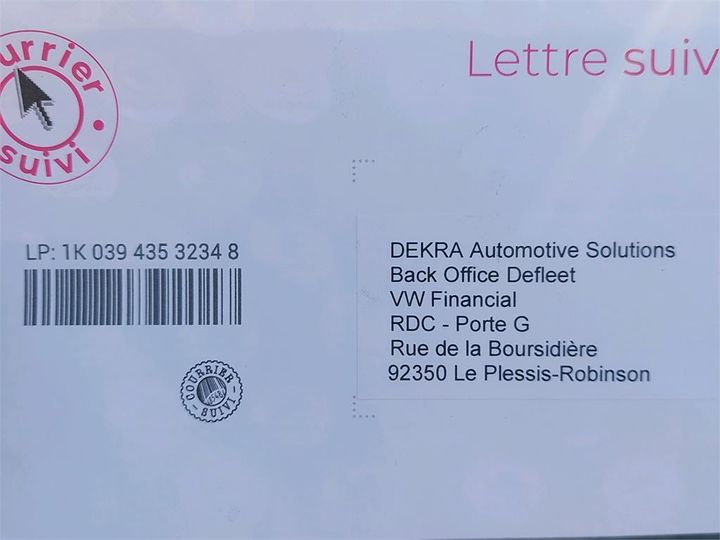 urrier
suivi
Lettre suiv
LP: 1K 039 435 3234 8
DEKRA Automotive Solutions
Back Office Defleet
VW Financial
RDC - Porte G
Rue de la Boursidière
92350 Le Plessis-Robinson
COURRIER
SUIVI